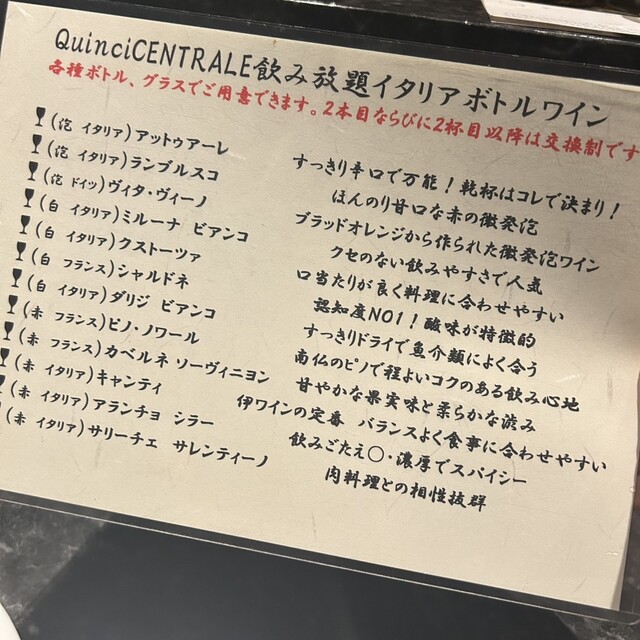 QuinciCENTRALE飲み放題イタリアボトルワイン
各種ボトル、グラスでご用意できます。2本目ならびに2杯目以降は交換制です
(泡 イタリア)アットゥアーレ すっきり辛口で万能！乾杯はコレで決まり！
(泡 イタリア)ランブルスコ ほんのり甘口な赤の微発泡
(泡 ドイツ)ヴィタ・ヴィーノ ブラッドオレンジから作られた微発泡ワイン
(白 イタリア)ミルーナ ビアンコ クセのない飲みやすさで人気
(白 イタリア)クストーツァ 口当たりが良く料理に合わせやすい
(白 フランス)シャルドネ 認知度NO1！酸味が特徴的
(白 イタリア)ダリジ ビアンコ すっきりドライで魚介類によく合う
(赤 フランス)ピノ・ノワール 南仏のピノで程よいコクのある飲み心地
(赤 フランス)カベルネ ソーヴィニヨン 甘やかな果実味と柔らかな渋み
(赤 イタリア)キャンティ 伊ワインの定番 バランスよく食事に合わせやすい
(赤 イタリア)アランチョ シラー 飲みごたえ◯・濃厚でスパイシー
(赤 イタリア)サリーチェ サレンティーノ 肉料理との相性抜群